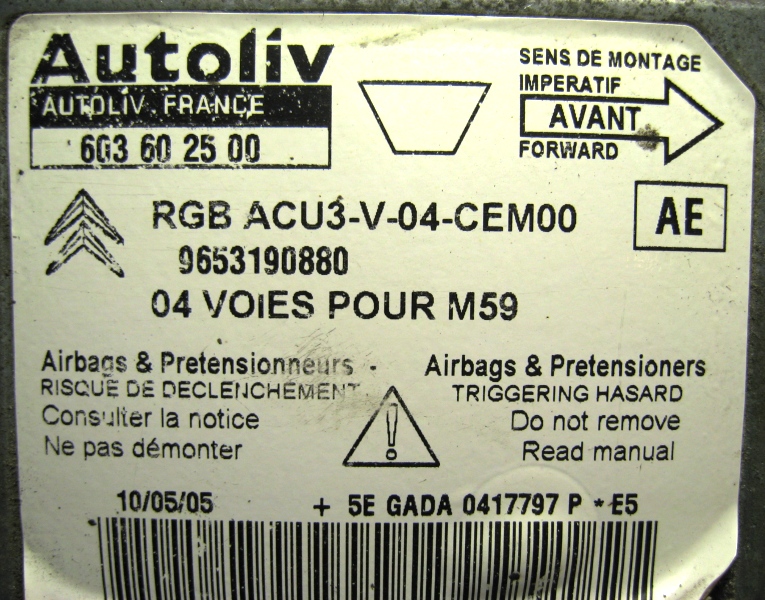 Autoliv
AUTOLIV FRANCE
603 60 25 00
SENS DE MONTAGE
IMPERATIF
AVANT
FORWARD
RGB ACU3-V-04-CEM00
AE
9653190880
04 VOIES POUR M59
Airbags & Pretensionneurs -
RISQUE DE DECLENCHEMENT
Consulter la notice
Ne pas démonter
!
Airbags & Pretensioners
TRIGGERING HASARD
Do not remove
Read manual
10/05/05 + 5E GADA 0417797 P * E5